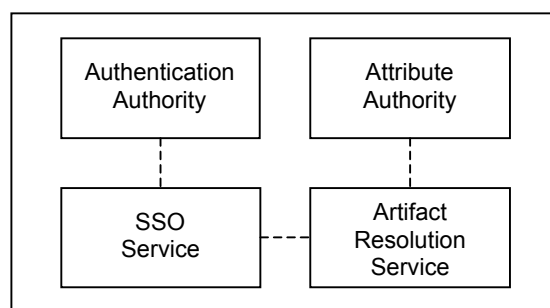 Authentication
Authority
Attribute
Authority
SSO
Service
Artifact
Resolution
Service